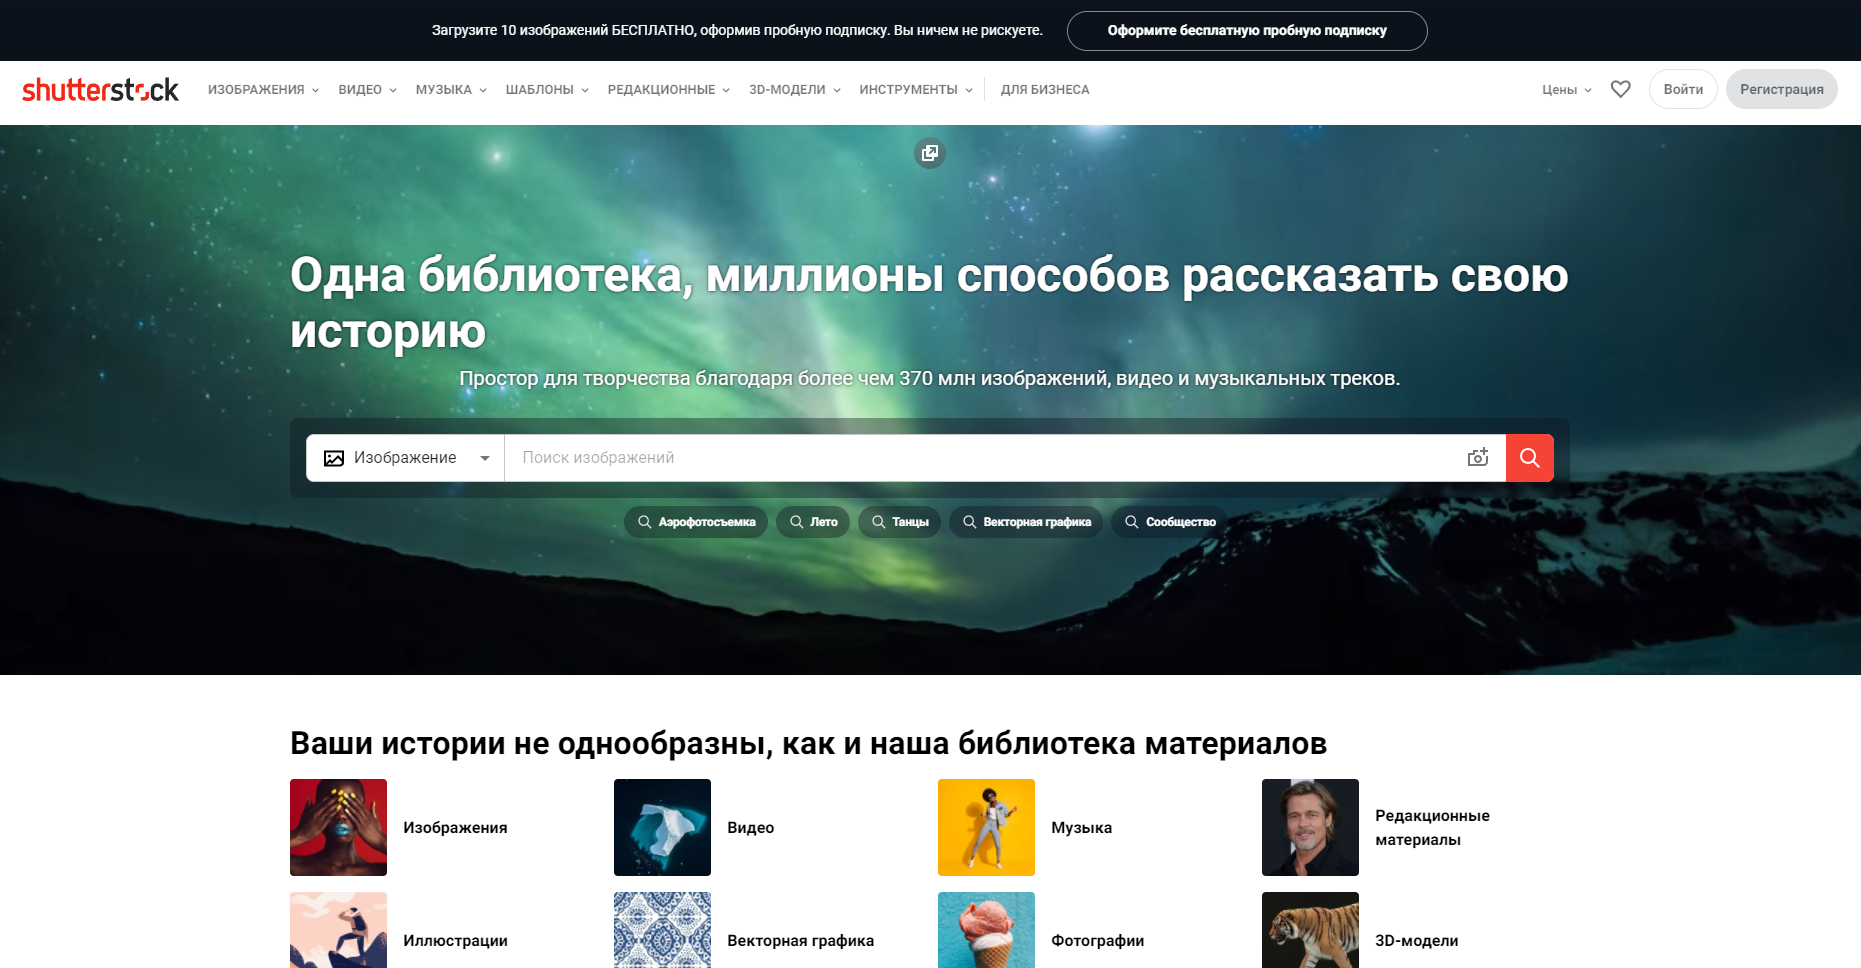 Загрузите 10 изображений БЕСПЛАТНО, оформив пробную подписку. Вы ничем не рискуете.
Оформите бесплатную пробную подписку
shutterstock
ИЗОБРАЖЕНИЯ
ВИДЕО
МУЗЫКА
ШАБЛОНЫ
РЕДАКЦИОННЫЕ
3D-МОДЕЛИ
ИНСТРУМЕНТЫ
ДЛЯ БИЗНЕСА
Цены
Войти
Регистрация
Одна библиотека, миллионы способов рассказать свою
историю
Простор для творчества благодаря более чем 370 млн изображений, видео и музыкальных треков.
Изображение
Поиск изображений
Аэрофотосъемка
Лето
Танцы
Векторная графика
Сообщество
Ваши истории не однообразны, как и наша библиотека материалов
Изображения
Видео
Музыка
Редакционные
материалы
Иллюстрации
Векторная графика
Фотографии
3D-модели